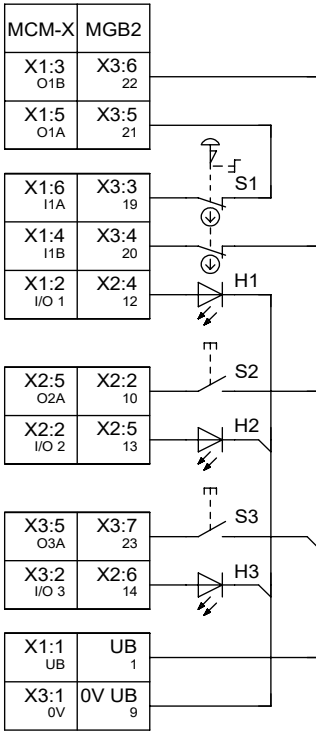 MCM-X MGB2
X1:3 X3:6
O1B 22
X1:5 X3:5
O1A 21
S1
X1:6 X3:3
I1A 19
X1:4 X3:4
I1B 20
X1:2 X2:4 H1
I/O 1 12
X2:5 X2:2 S2
O2A 10
X2:2 X2:5 H2
I/O 2 13
X3:5 X3:7 S3
O3A 23
X3:2 X2:6 H3
I/O 3 14
X1:1 UB
UB 1
X3:1 0V UB
0V 9